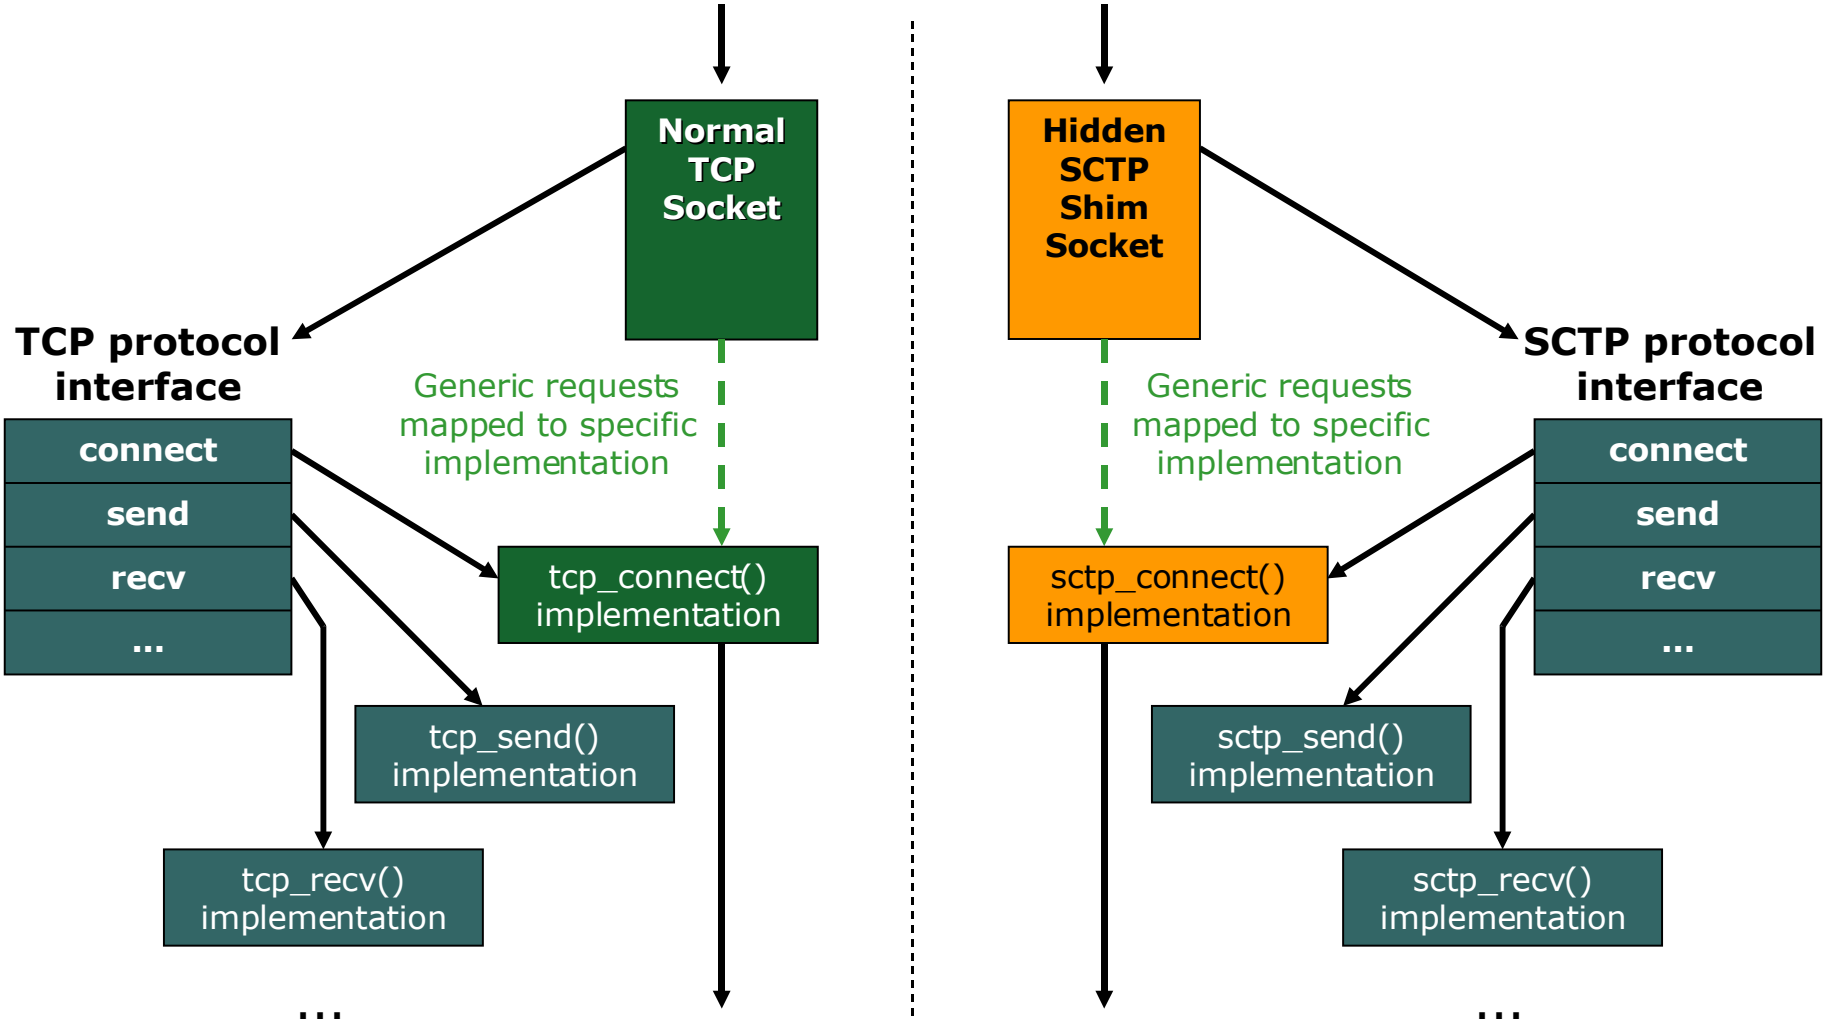 Normal
TCP
Socket
TCP protocol
interface
Generic requests
mapped to specific
implementation
connect
send
recv
...
tcp_connect()
implementation
tcp_send()
implementation
tcp_recv()
implementation
...
Hidden
SCTP
Shim
Socket
SCTP protocol
interface
Generic requests
mapped to specific
implementation
connect
send
recv
...
sctp_connect()
implementation
sctp_send()
implementation
sctp_recv()
implementation
...